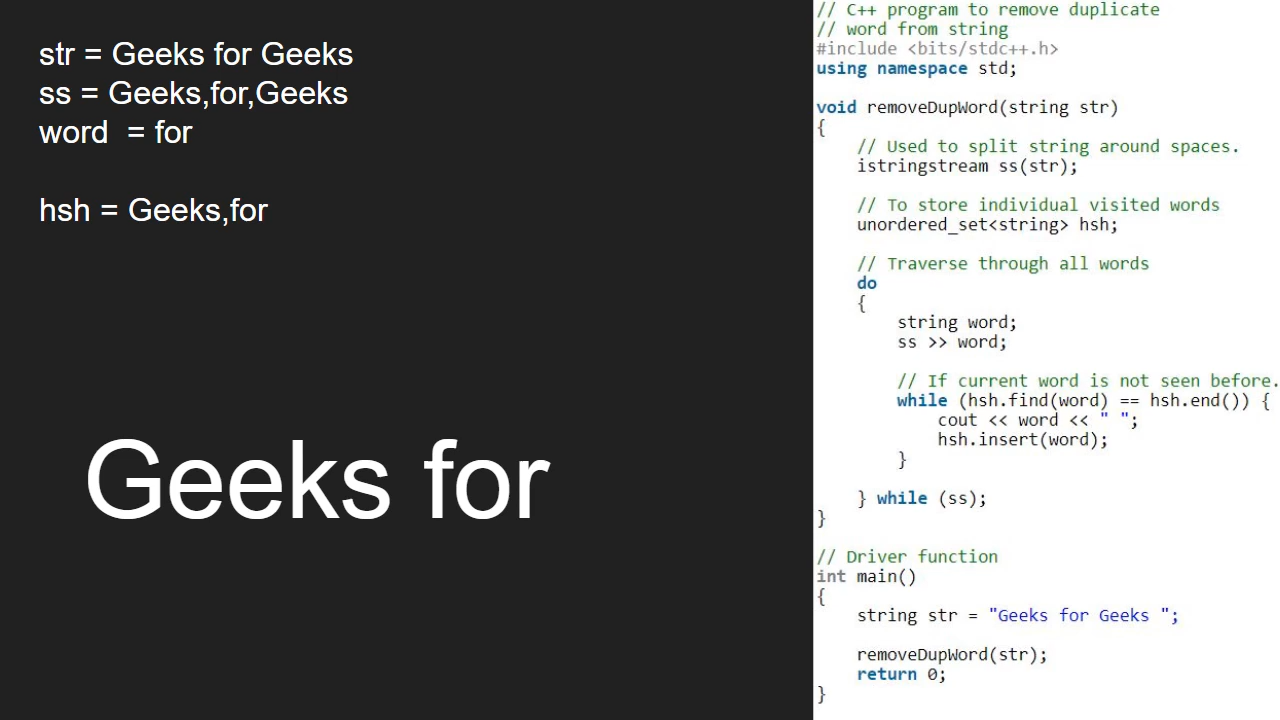 str = Geeks for Geeks
ss = Geeks,for,Geeks
word  = for
hsh = Geeks,for
Geeks for
// C++ program to remove duplicate
// word from string
#include <bits/stdc++.h>
using namespace std;
void removeDupWord(string str)
{
    // Used to split string around spaces.
    istringstream ss(str);
    // To store individual visited words
    unordered_set<string> hsh;
    // Traverse through all words
    do
    {
        string word;
        ss >> word;
        // If current word is not seen before.
        while (hsh.find(word) == hsh.end()) {
            cout << word << " ";
            hsh.insert(word);
        }
    } while (ss);
}
// Driver function
int main()
{
    string str = "Geeks for Geeks ";
    removeDupWord(str);
    return 0;
}